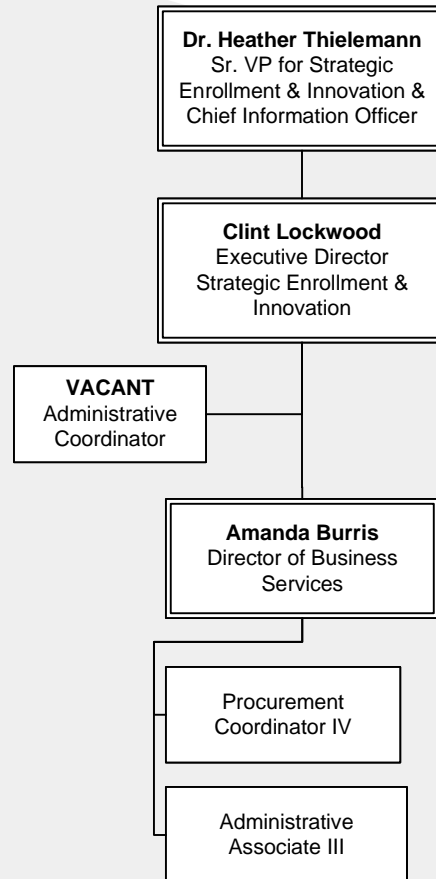 Dr. Heather Thielemann
Sr. VP for Strategic
Enrollment & Innovation &
Chief Information Officer
Clint Lockwood
Executive Director
Strategic Enrollment &
Innovation
VACANT
Administrative
Coordinator
Amanda Burris
Director of Business
Services
Procurement
Coordinator IV
Administrative
Associate III